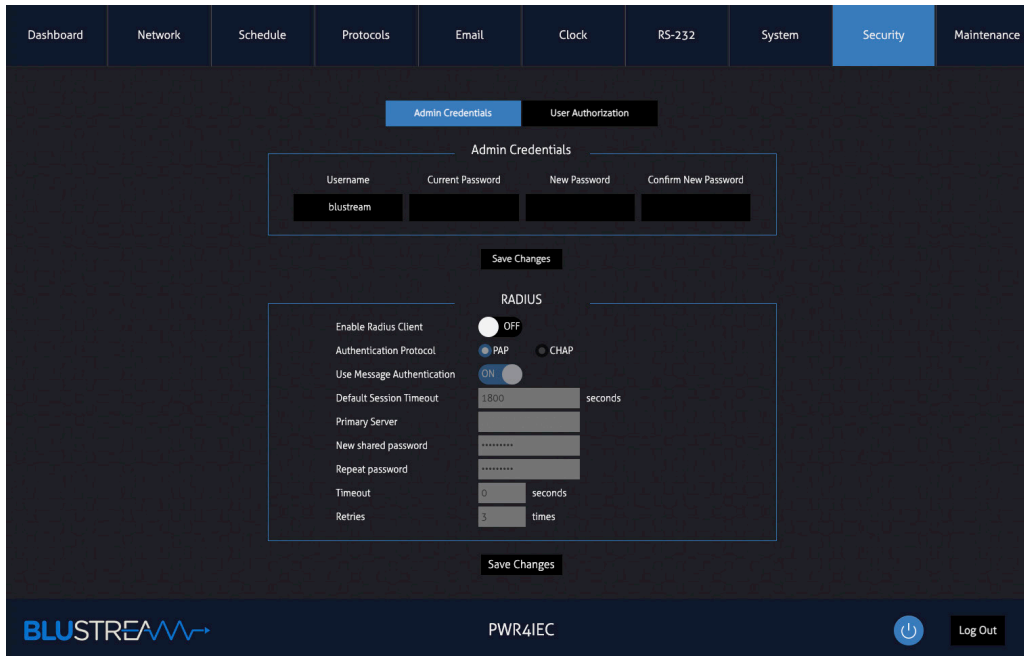 Dashboard Network Schedule Protocols Email Clock RS-232 System Security Maintenance
Admin Credentials User Authorization
Admin Credentials
Username Current Password New Password Confirm New Password
blustream
Save Changes
RADIUS
Enable Radius Client OFF
Authentication Protocol PAP CHAP
Use Message Authentication ON
Default Session Timeout 1800 seconds
Primary Server
New shared password •••••••••
Repeat password •••••••••
Timeout 0 seconds
Retries 3 times
Save Changes
BLUSTREAM PWR4IEC Log Out